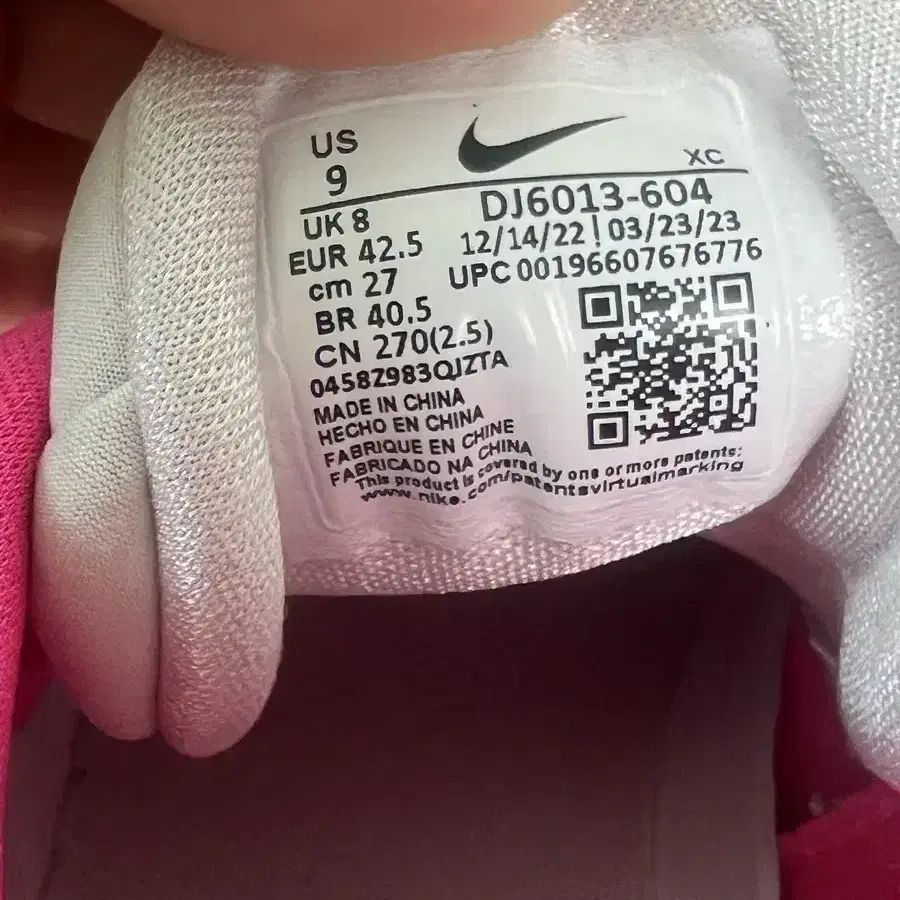 US
9
XC
UK 8
EUR 42.5
cm 27
BR 40.5
CN 270(2.5)
DJ6013-604
12/14/22 | 03/23/23
UPC 00196607676776
0458Z983QJZTA
MADE IN CHINA
HECHO EN CHINA
FABRIQUE EN CHINE
FABRICADO NA CHINA
This product is covered by one or more patents:
www.nike.com/patentsvirtualmarking